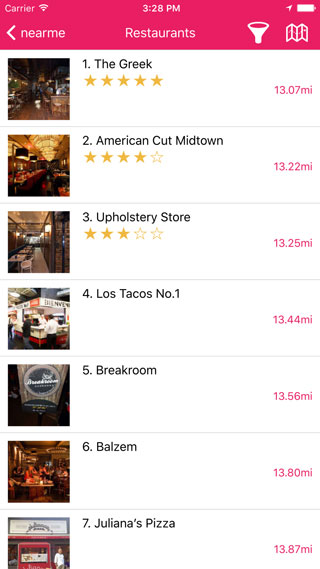 Carrier 3:28 PM
nearme Restaurants
1. The Greek
★★★★★
13.07mi
2. American Cut Midtown
★★★★☆
13.22mi
3. Upholstery Store
★★★☆☆
13.25mi
4. Los Tacos No.1
13.44mi
5. Breakroom
Breakroom
13.56mi
6. Balzem
13.80mi
7. Juliana's Pizza
13.87mi